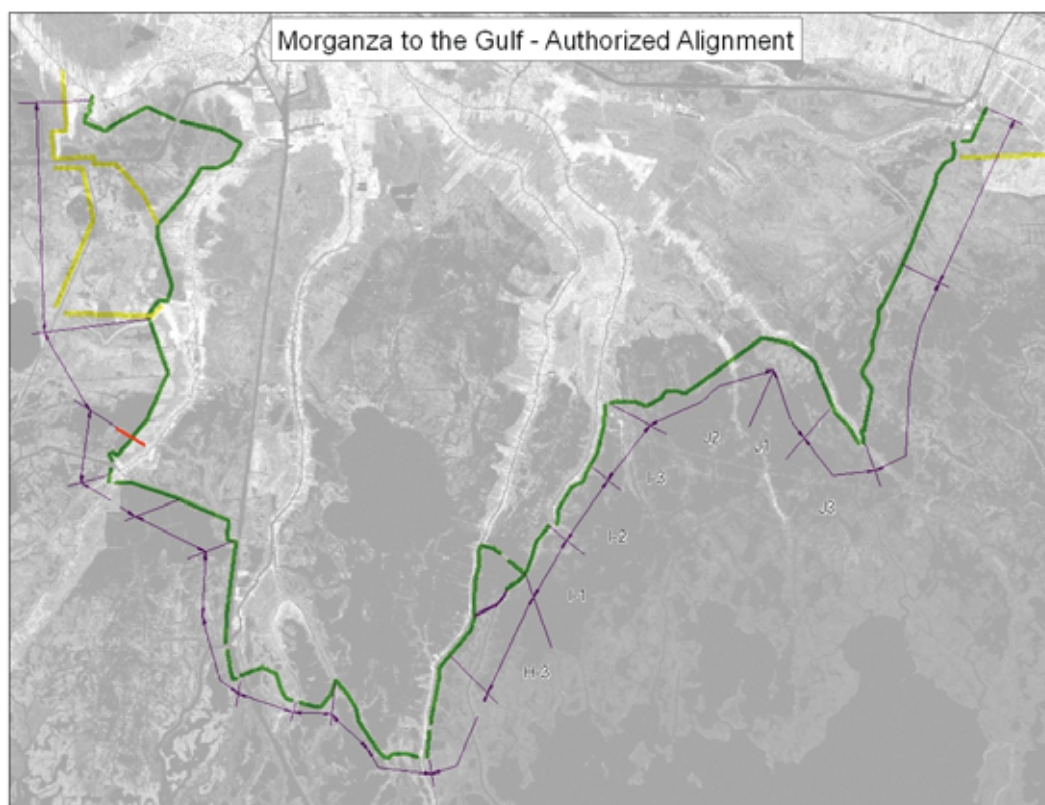 Morganza to the Gulf - Authorized Alignment
J2
J1
I-3
J3
I-2
I-1
H-3